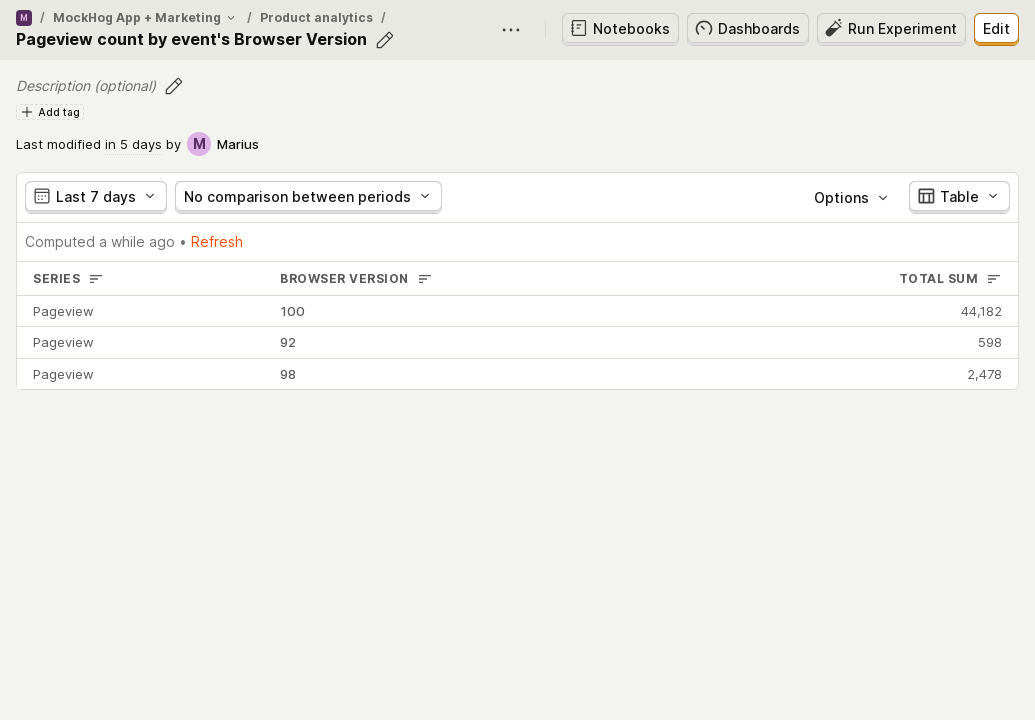 M / MockHog App + Marketing / Product analytics /
Pageview count by event's Browser Version
Notebooks
Dashboards
Run Experiment
Edit
Description (optional)
Add tag
Last modified in 5 days by M Marius
Last 7 days
No comparison between periods
Options
Table
Computed a while ago • Refresh
SERIES BROWSER VERSION TOTAL SUM
Pageview 100 44,182
Pageview 92 598
Pageview 98 2,478